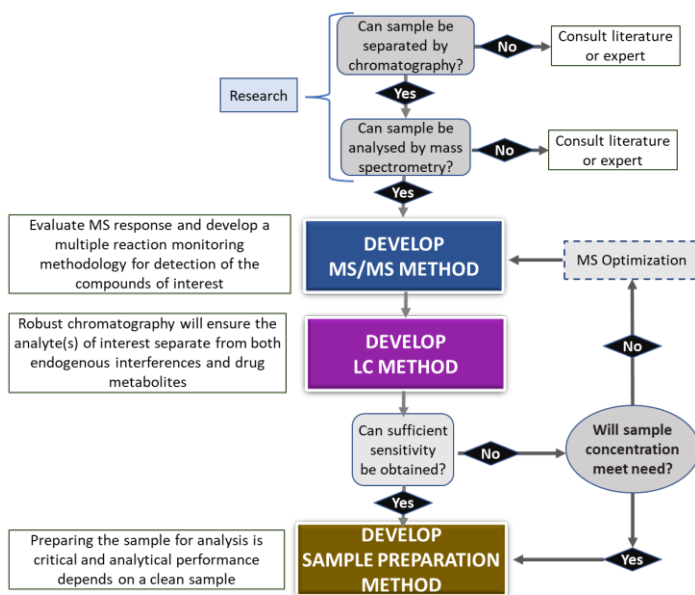 Can sample be
separated by
chromatography?
No
Consult literature
or expert
Yes
Research
Can sample be
analysed by mass
spectrometry?
No
Consult literature
or expert
Yes
Evaluate MS response and develop a
multiple reaction monitoring
methodology for detection of the
compounds of interest
DEVELOP
MS/MS METHOD
MS Optimization
Robust chromatography will ensure the
analyte(s) of interest separate from both
endogenous interferences and drug
metabolites
DEVELOP
LC METHOD
No
Can sufficient
sensitivity
be obtained?
No
Will sample
concentration
meet need?
Yes
Preparing the sample for analysis is
critical and analytical performance
depends on a clean sample
DEVELOP
SAMPLE PREPARATION
METHOD
Yes